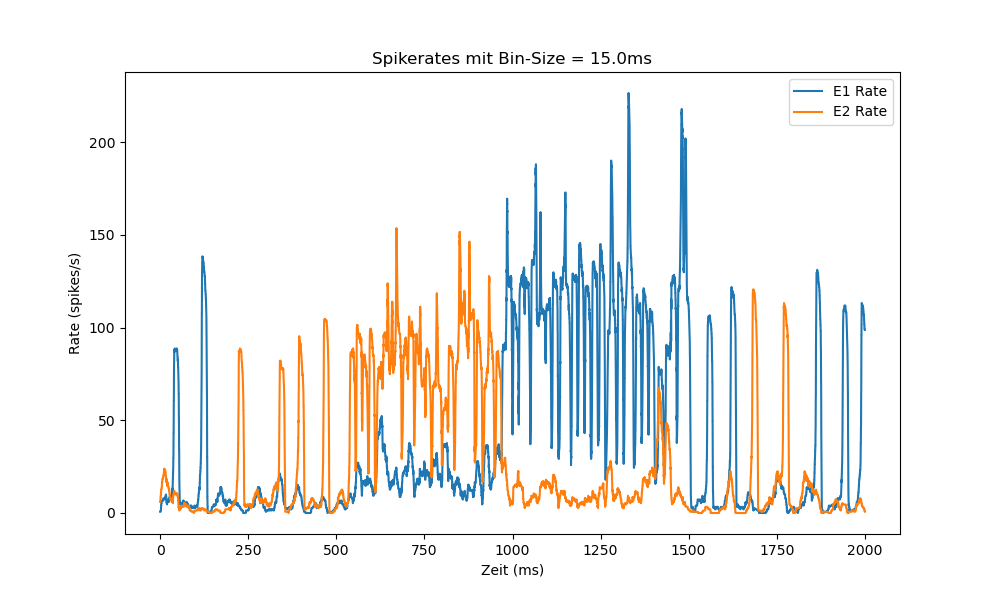 Spikerates mit Bin-Size = 15.0ms
E1 Rate
E2 Rate
Rate (spikes/s)
200
150
100
50
0
0 250 500 750 1000 1250 1500 1750 2000
Zeit (ms)